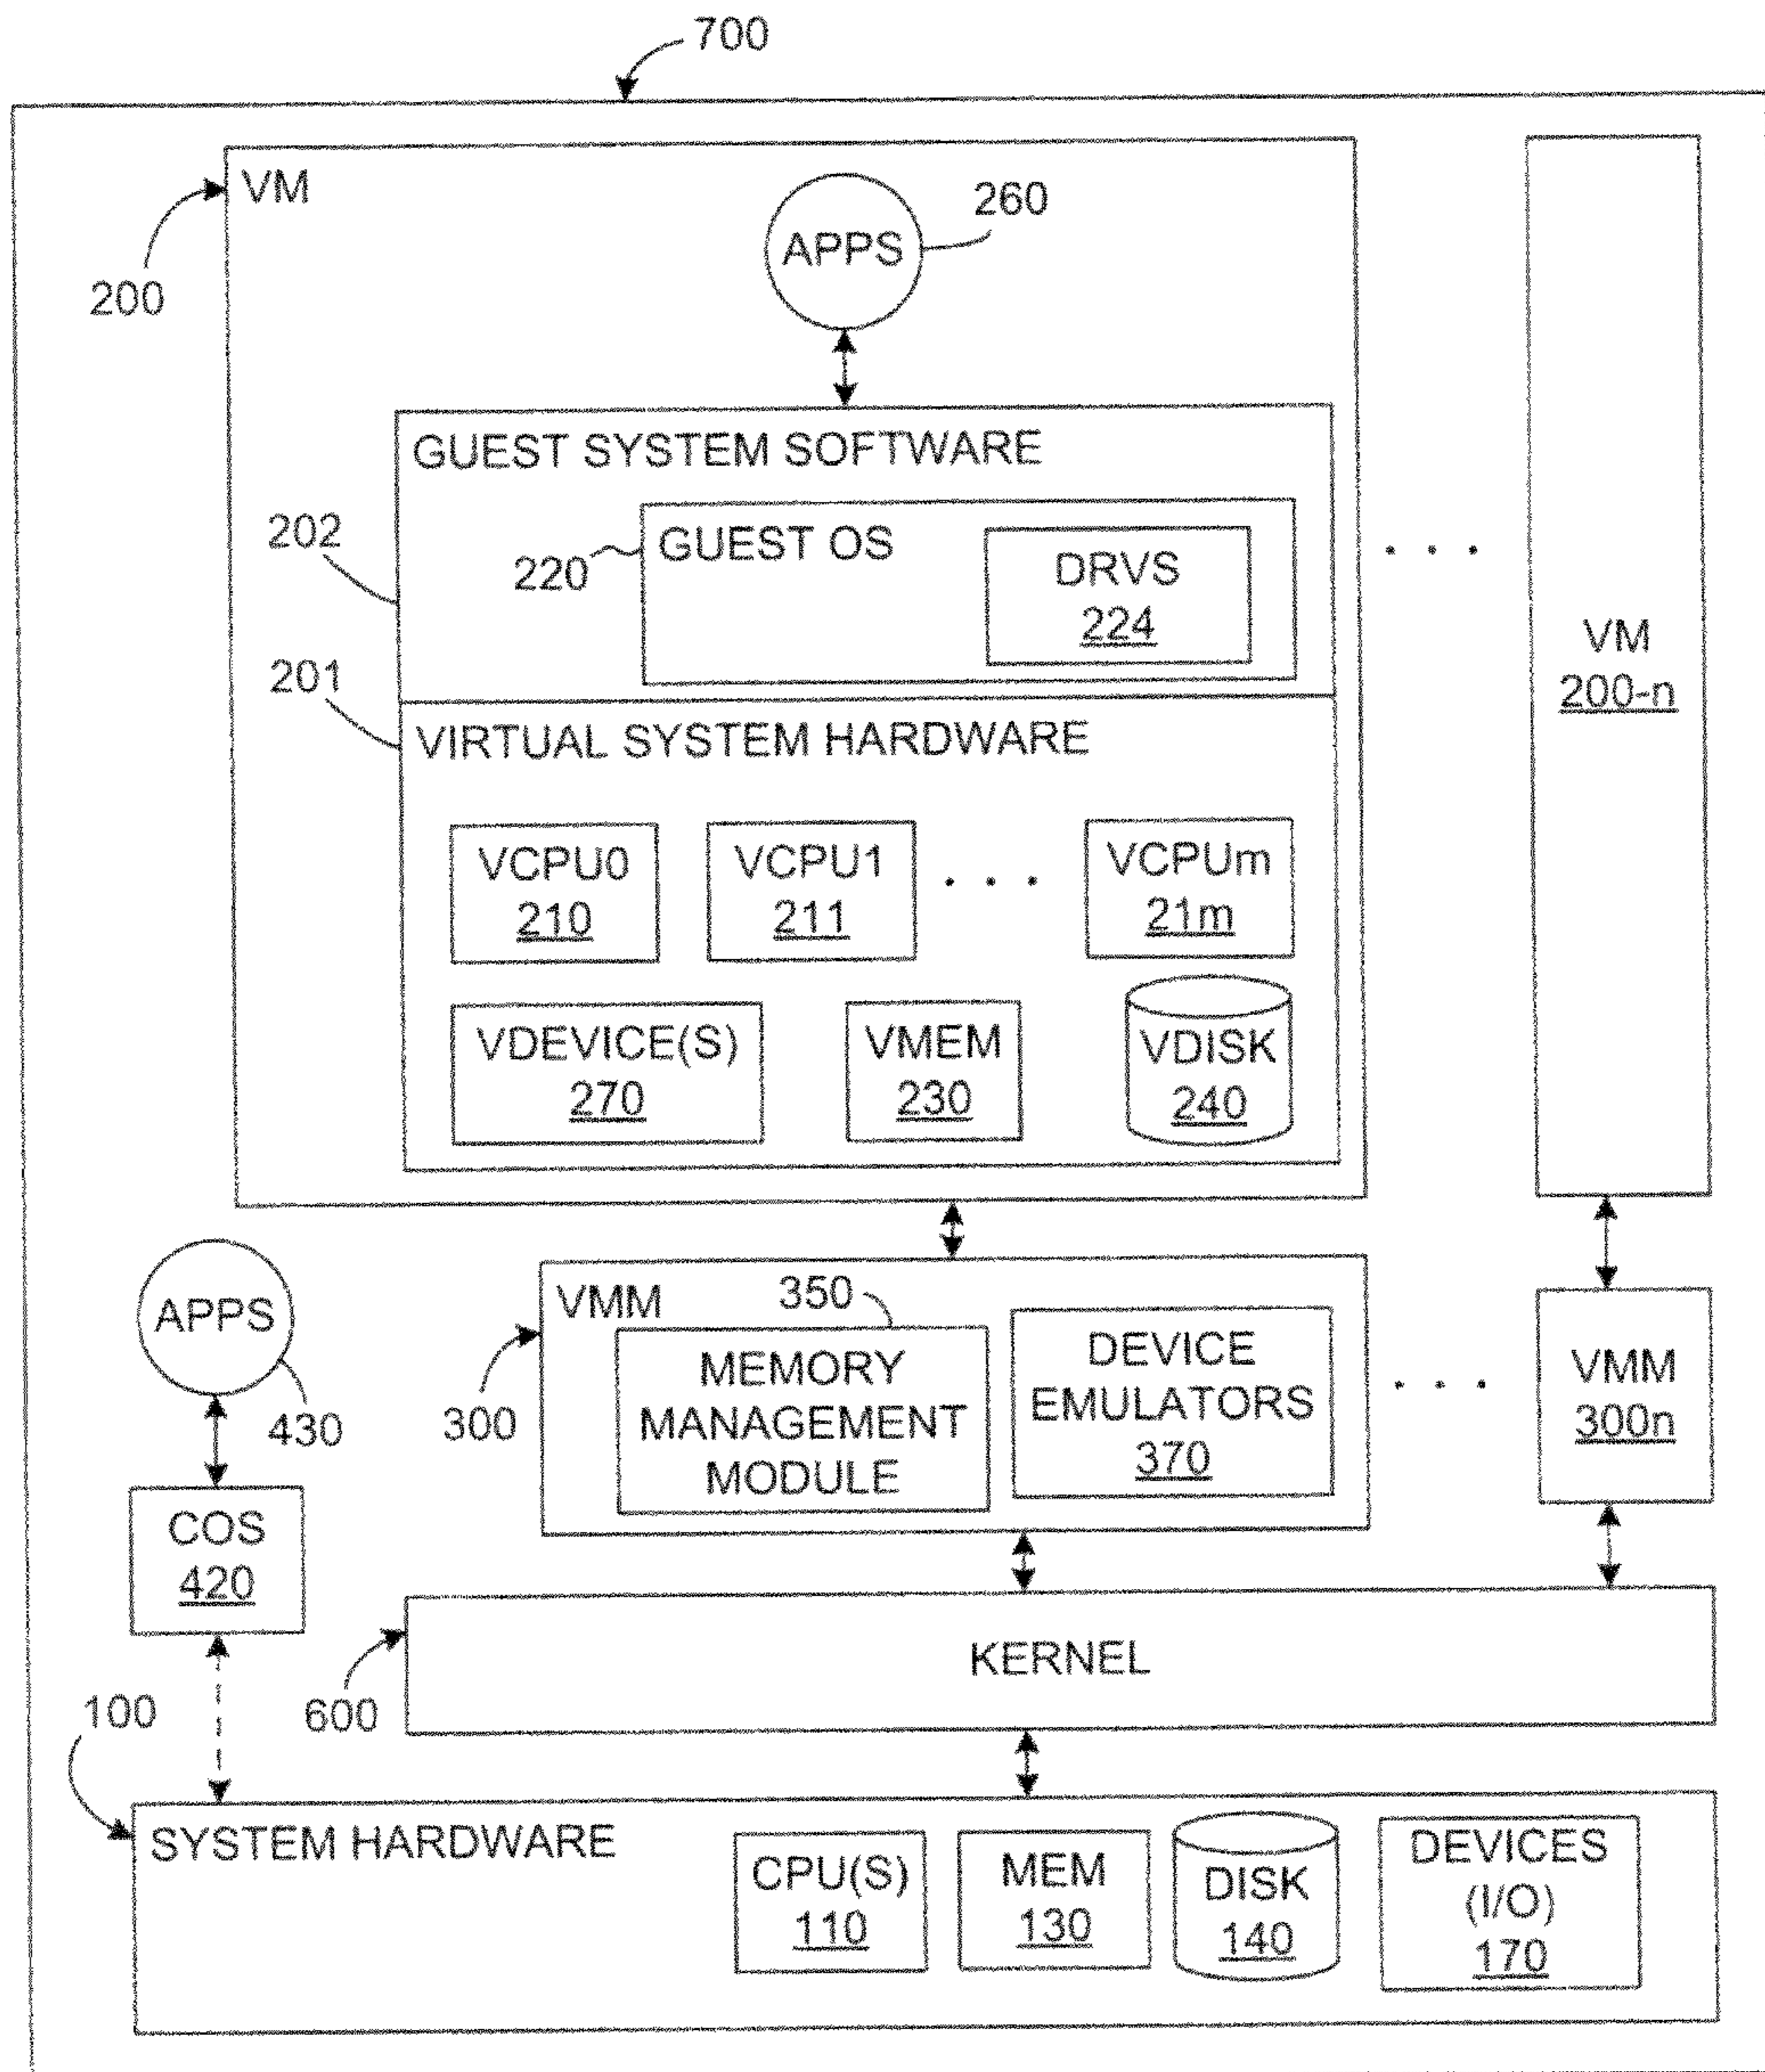 700
VM
200
260
APPS
GUEST SYSTEM SOFTWARE
202
220
GUEST OS
DRVS
224
201
VIRTUAL SYSTEM HARDWARE
VCPU0
210
VCPU1
211
. . .
VCPUm
21m
VDEVICE(S)
270
VMEM
230
VDISK
240
. . .
VM
200-n
APPS
430
COS
420
VMM
300
350
MEMORY
MANAGEMENT
MODULE
DEVICE
EMULATORS
370
. . .
VMM
300n
600
KERNEL
100
SYSTEM HARDWARE
CPU(S)
110
MEM
130
DISK
140
DEVICES
(I/O)
170